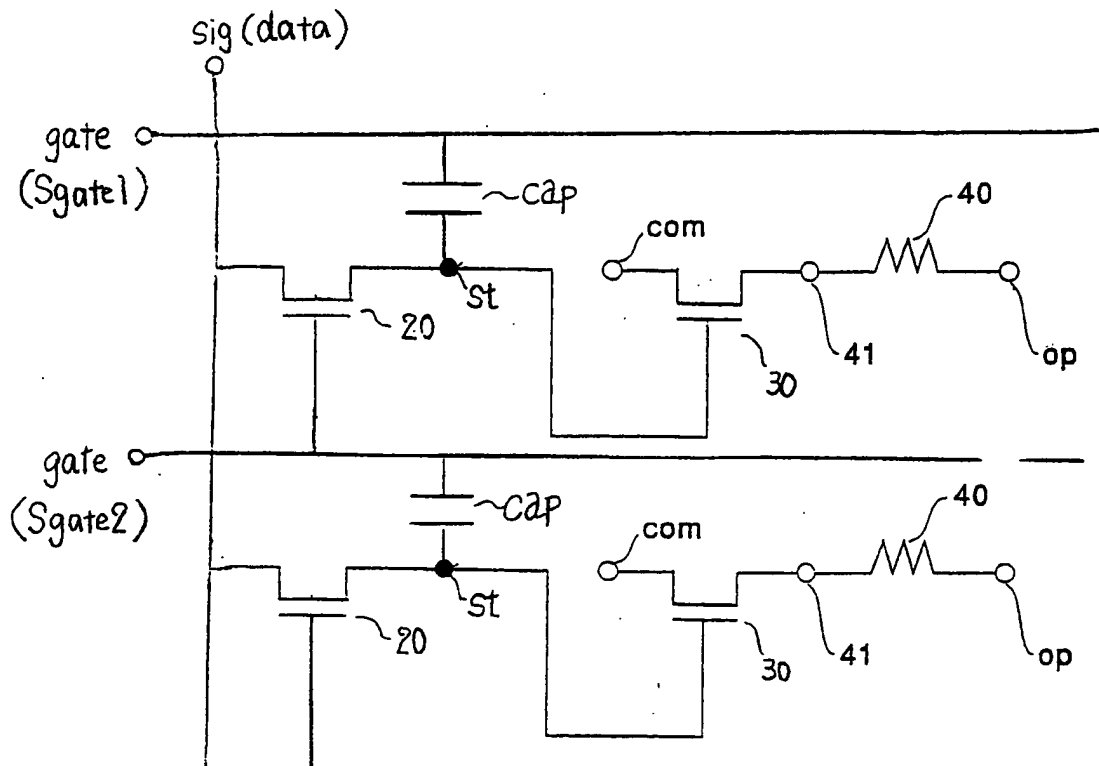 sig (data)
gate
(Sgate1)
cap
com
40
st
20
30
41
op
gate
(Sgate2)
cap
com
40
st
20
30
41
op